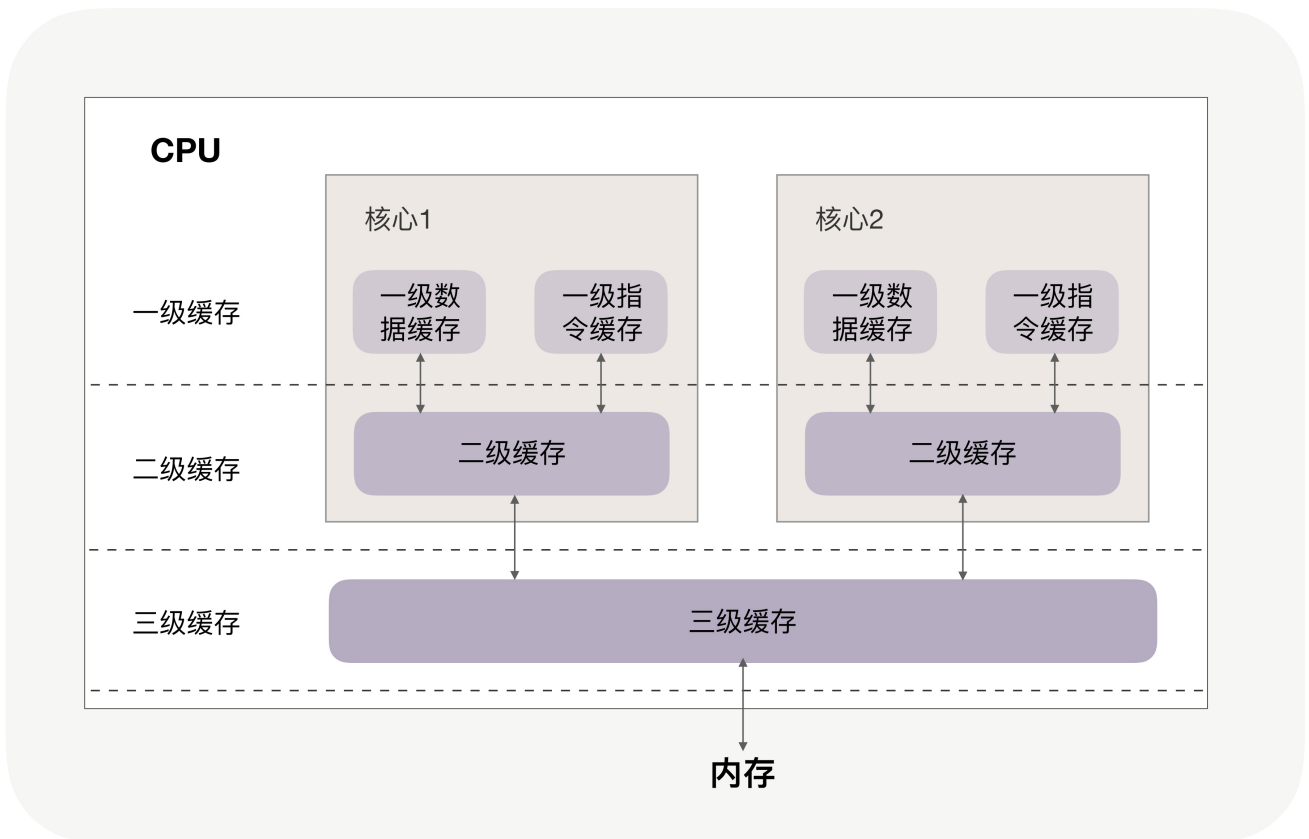 CPU
核心1
核心2
一级缓存
一级数
据缓存
一级指
令缓存
一级数
据缓存
一级指
令缓存
二级缓存
二级缓存
二级缓存
三级缓存
三级缓存
内存